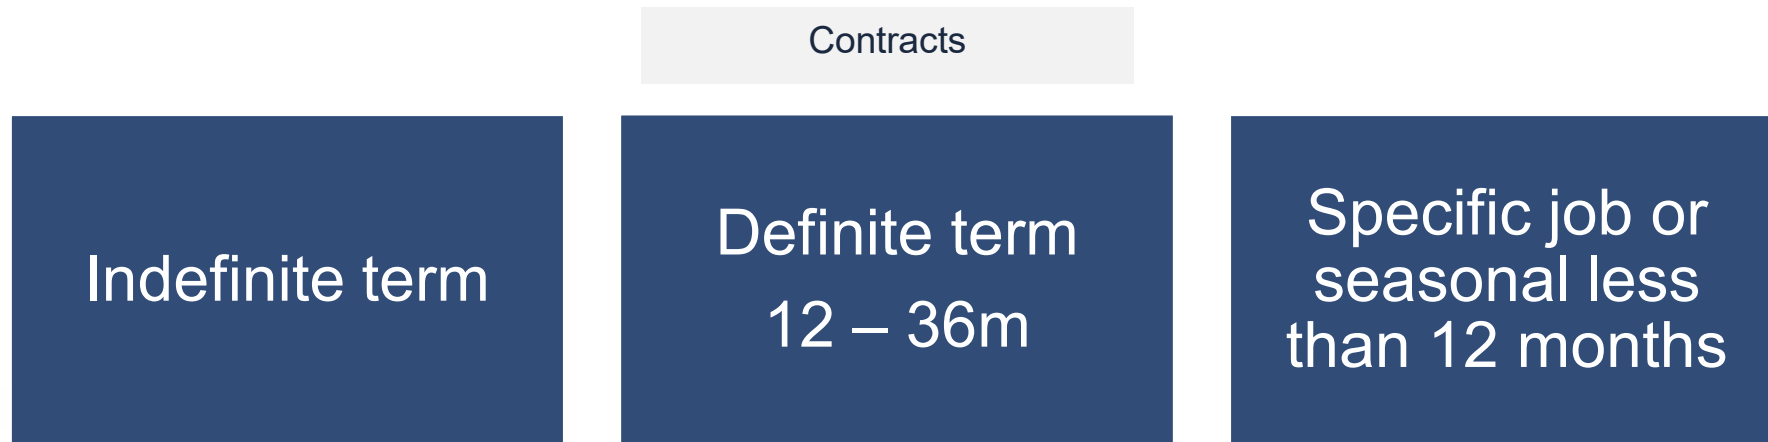 Contracts
Indefinite term
Definite term
12 – 36m
Specific job or
seasonal less
than 12 months